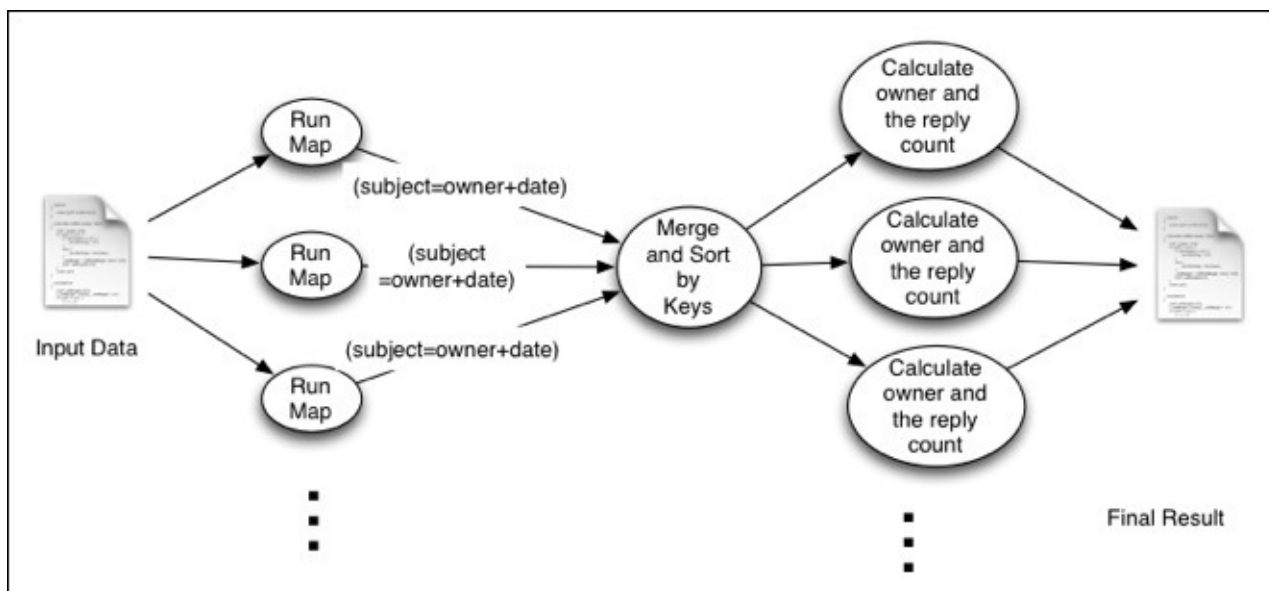 Input Data
Run
Map
(subject=owner+date)
Run
Map
(subject
=owner+date)
Run
Map
(subject=owner+date)
Merge
and Sort
by
Keys
Calculate
owner and
the reply
count
Calculate
owner and
the reply
count
Calculate
owner and
the reply
count
Final Result